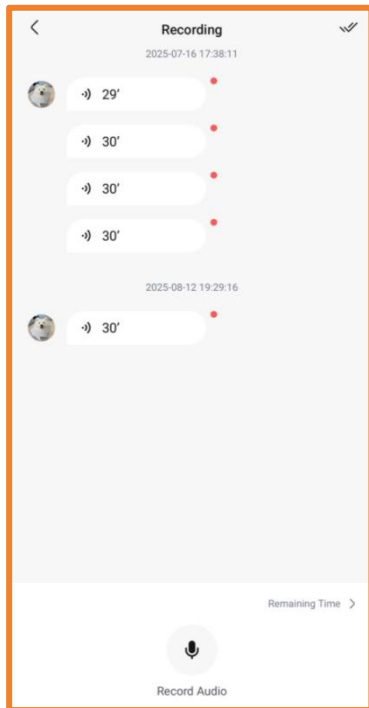 Recording
2025-07-16 17:38:11
29'
30'
30'
30'
2025-08-12 19:29:16
30'
Remaining Time
Record Audio